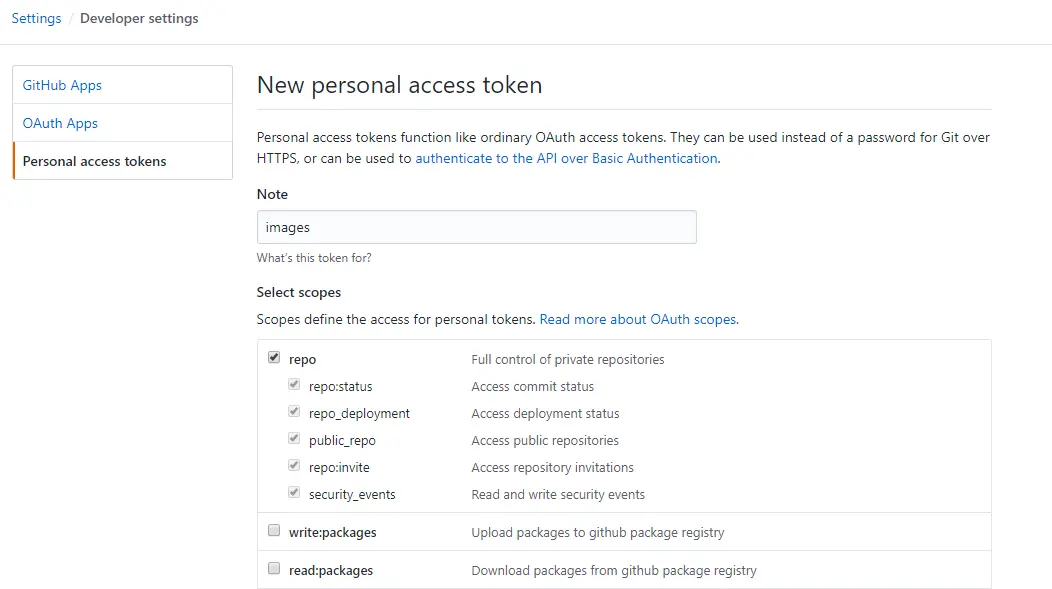 Settings / Developer settings
GitHub Apps
OAuth Apps
Personal access tokens
New personal access token
Personal access tokens function like ordinary OAuth access tokens. They can be used instead of a password for Git over
HTTPS, or can be used to authenticate to the API over Basic Authentication.
Note
images
What's this token for?
Select scopes
Scopes define the access for personal tokens. Read more about OAuth scopes.
repo Full control of private repositories
repo:status Access commit status
repo_deployment Access deployment status
public_repo Access public repositories
repo:invite Access repository invitations
security_events Read and write security events
write:packages Upload packages to github package registry
read:packages Download packages from github package registry